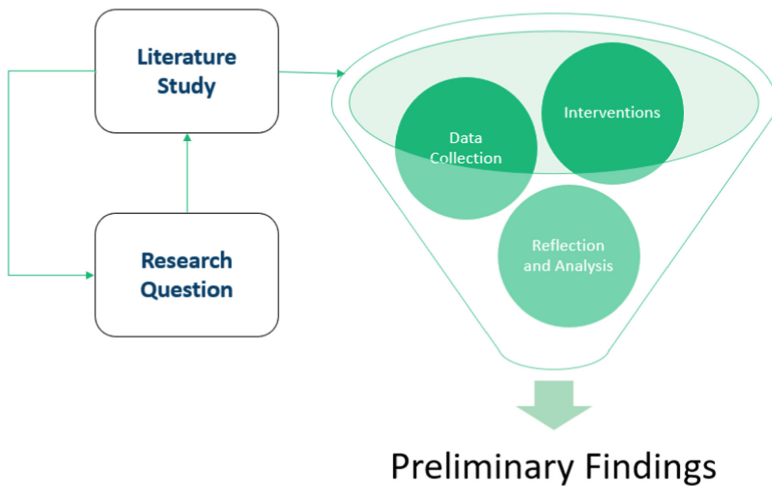 Literature
Study
Research
Question
Data
Collection
Interventions
Reflection
and Analysis
Preliminary Findings